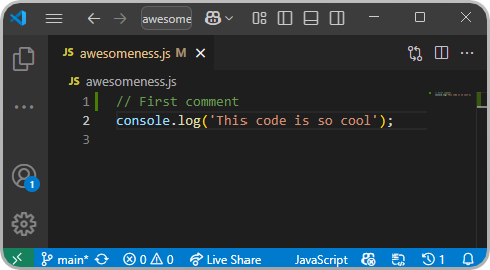 awesome
JS awesomeness.js M
JS awesomeness.js
1 // First comment
2 console.log('This code is so cool');
3
1
main* 0 0 Live Share JavaScript 1